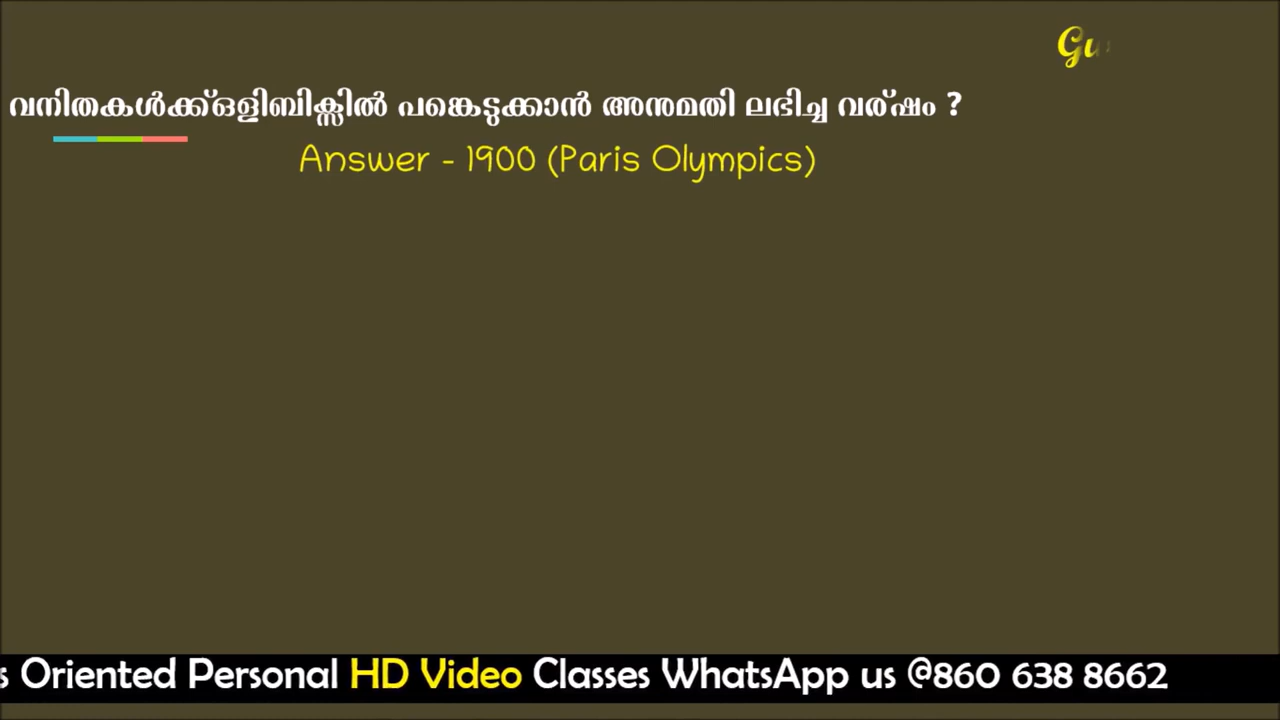 വനിതകൾക്ക്ഒളിബിക്സിൽ പങ്കെടുക്കാൻ അനുമതി ലഭിച്ച വര്ഷം ?
Answer - 1900 (Paris Olympics)
s Oriented Personal HD Video Classes WhatsApp us @860 638 8662